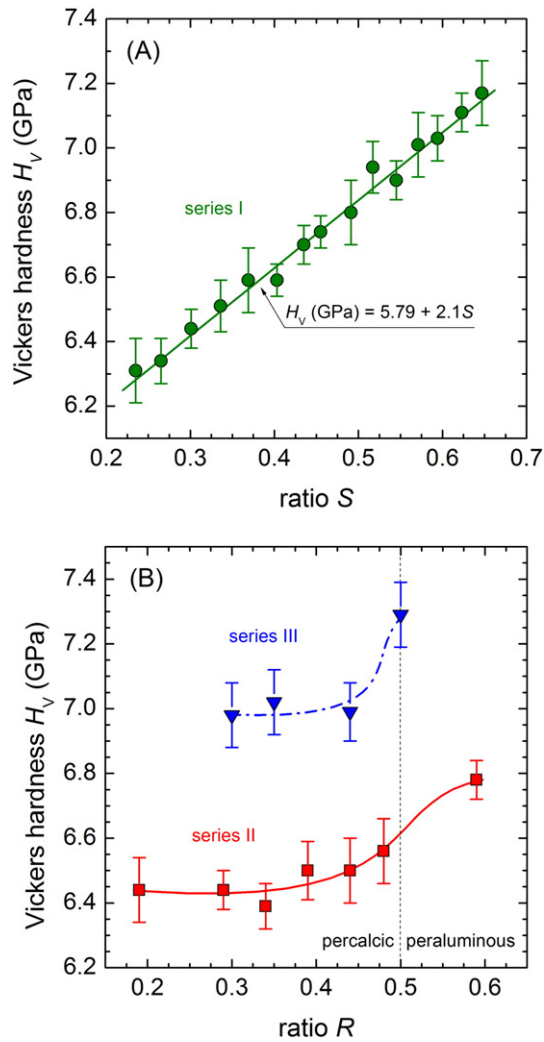 7.4
(A)
7.2
7.0
6.8
6.6
6.4
6.2
Vickers hardness HV (GPa)
series I
HV (GPa) = 5.79 + 2.1S
0.2 0.3 0.4 0.5 0.6 0.7
ratio S
(B)
7.4
7.2
7.0
6.8
6.6
6.4
6.2
Vickers hardness HV (GPa)
series III
series II
percalcic peraluminous
0.2 0.3 0.4 0.5 0.6
ratio R